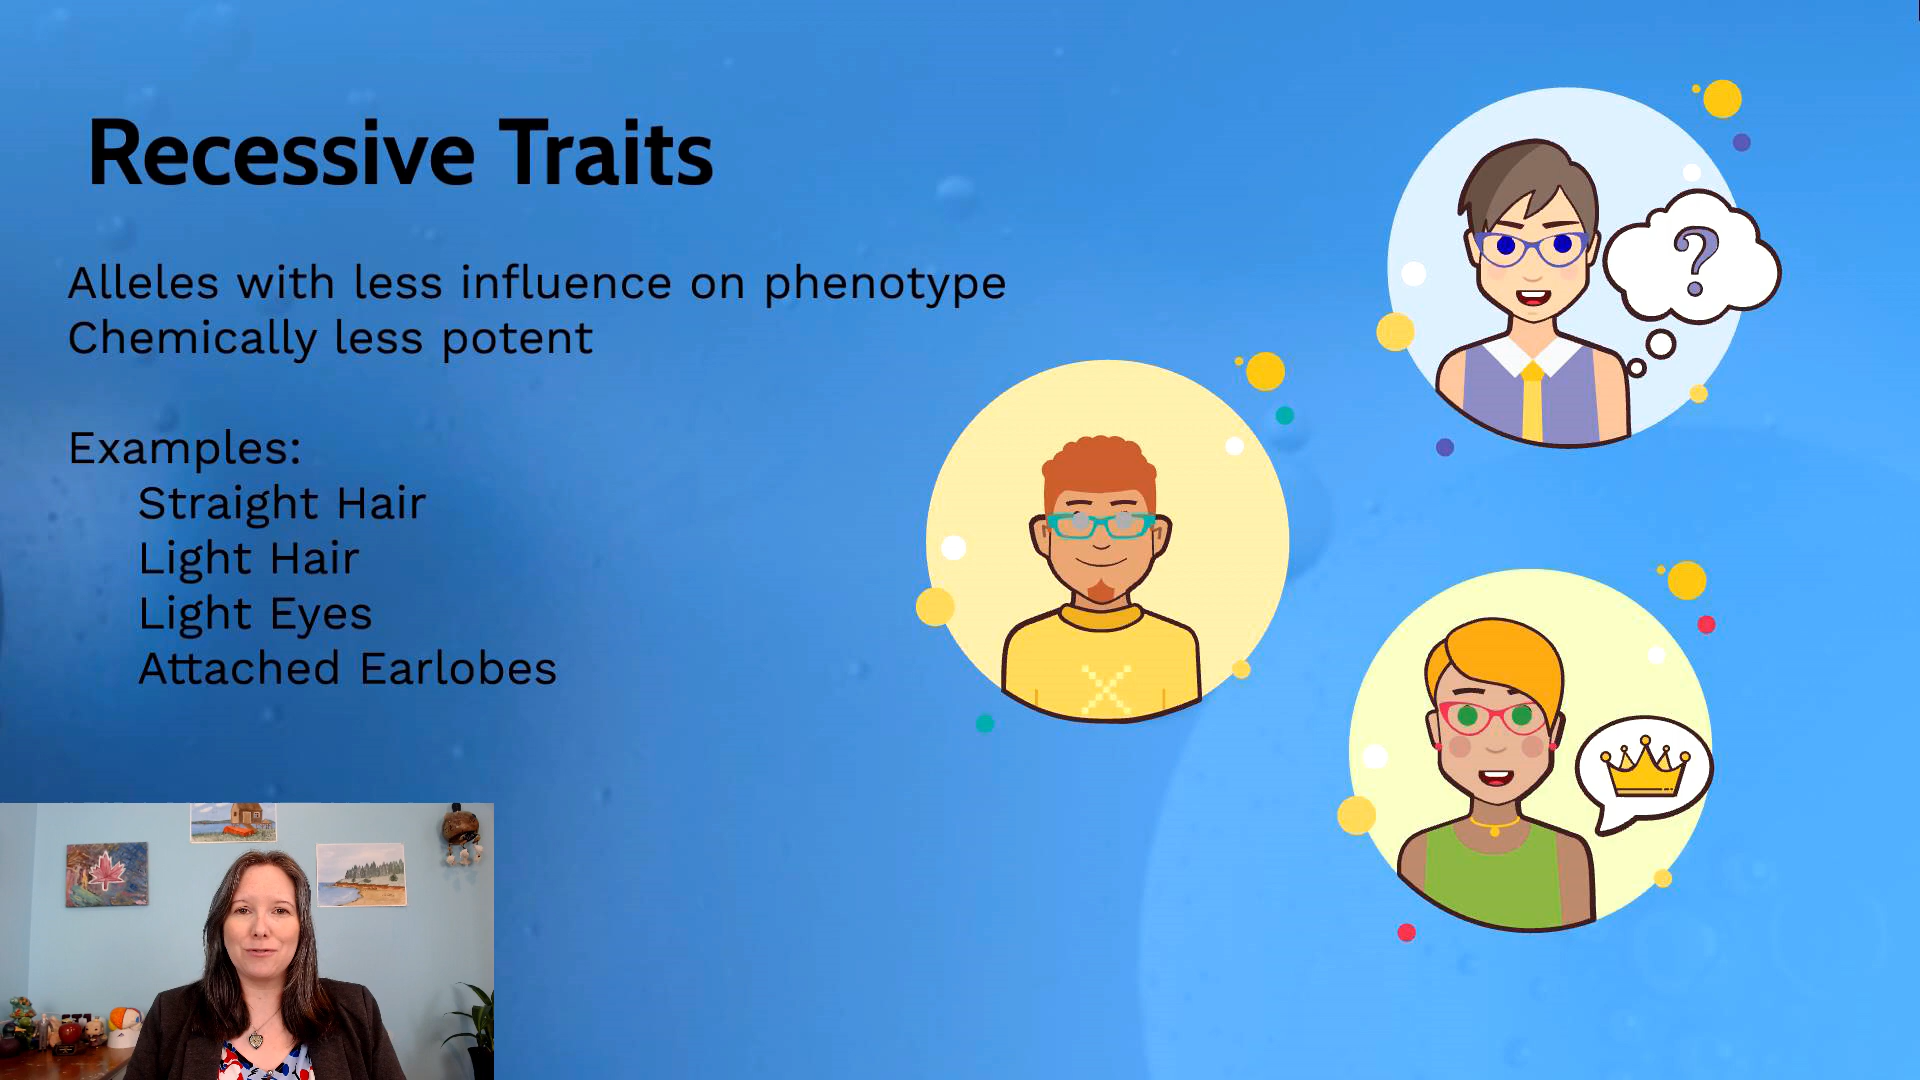 Recessive Traits
Alleles with less influence on phenotype
Chemically less potent
Examples:
Straight Hair
Light Hair
Light Eyes
Attached Earlobes
?